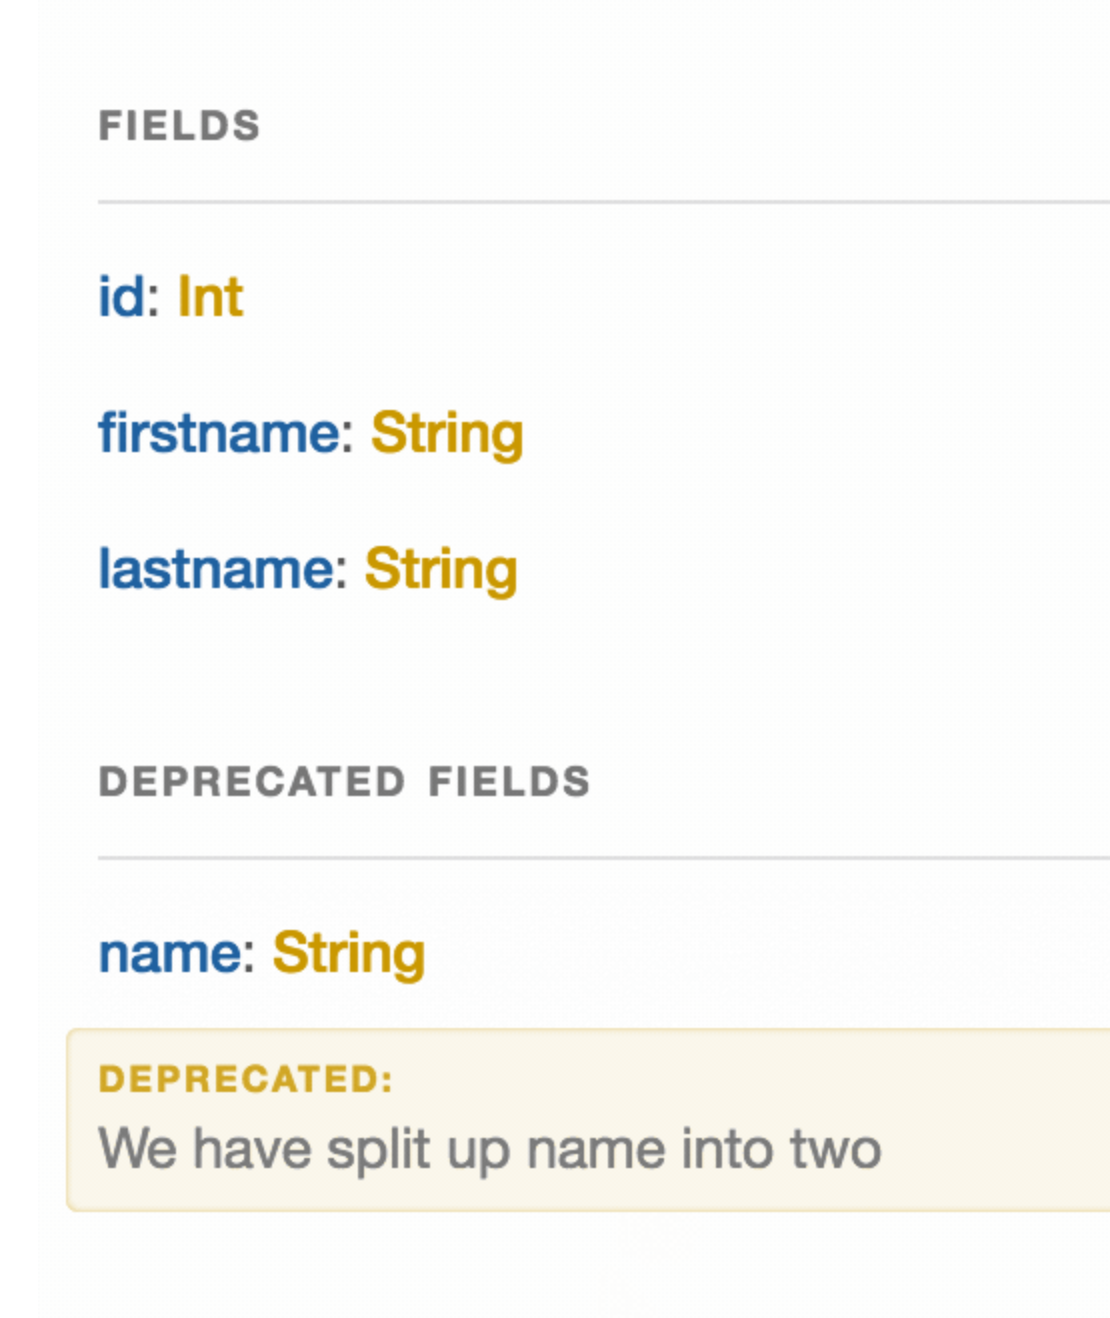 FIELDS
id: Int
firstname: String
lastname: String
DEPRECATED FIELDS
name: String
DEPRECATED:
We have split up name into two